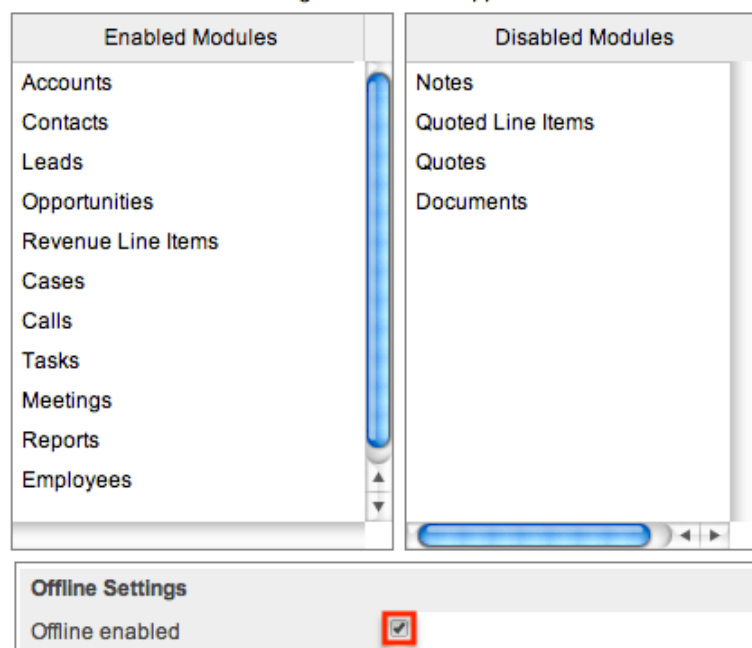 Enabled Modules
Disabled Modules
Accounts
Contacts
Leads
Opportunities
Revenue Line Items
Cases
Calls
Tasks
Meetings
Reports
Employees
Notes
Quoted Line Items
Quotes
Documents
Offline Settings
Offline enabled